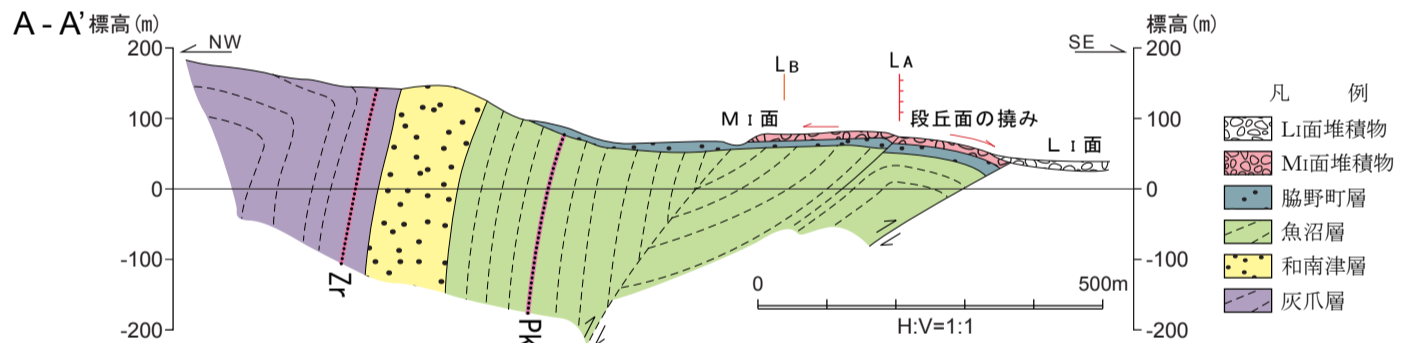 A - A' 標高(m)
200
100
0
-100
-200
NW
SE
LB
LA
MI面
段丘面の撓み
LI面
Zr
Pk
0
500m
H:V=1:1
標高(m)
200
100
0
-100
-200
凡 例
LI面堆積物
MI面堆積物
脇野町層
魚沼層
和南津層
灰爪層